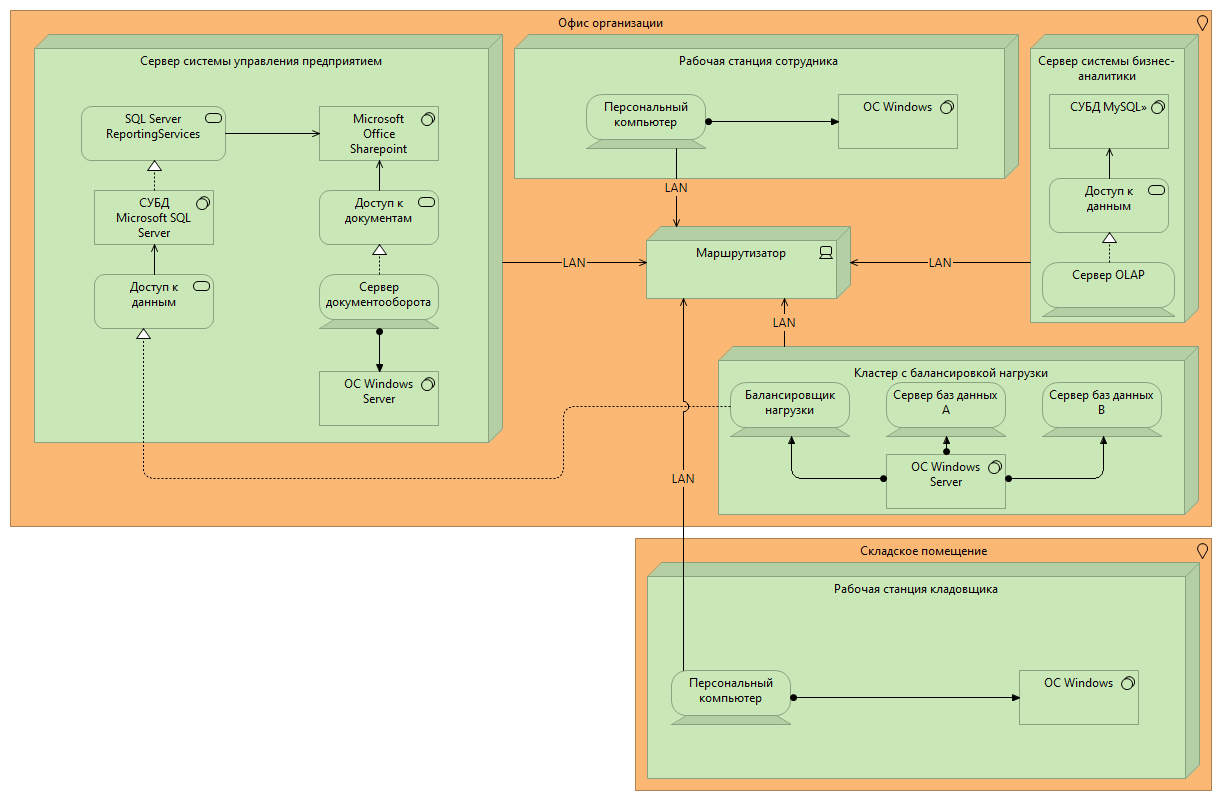 Офис организации
Сервер системы управления предприятием
SQL Server
ReportingServices
Microsoft
Office
Sharepoint
СУБД
Microsoft SQL
Server
Доступ к
документам
Доступ к
данным
Сервер
документооборота
ОС Windows
Server
Рабочая станция сотрудника
Персональный
компьютер
ОС Windows
LAN
Сервер системы бизнес-
аналитики
СУБД MySQL»
Доступ к
данным
Сервер OLAP
LAN
Маршрутизатор
LAN
LAN
Кластер с балансировкой нагрузки
Балансировщик
нагрузки
Сервер баз данных
А
Сервер баз данных
В
ОС Windows
Server
LAN
Складское помещение
Рабочая станция кладовщика
Персональный
компьютер
ОС Windows